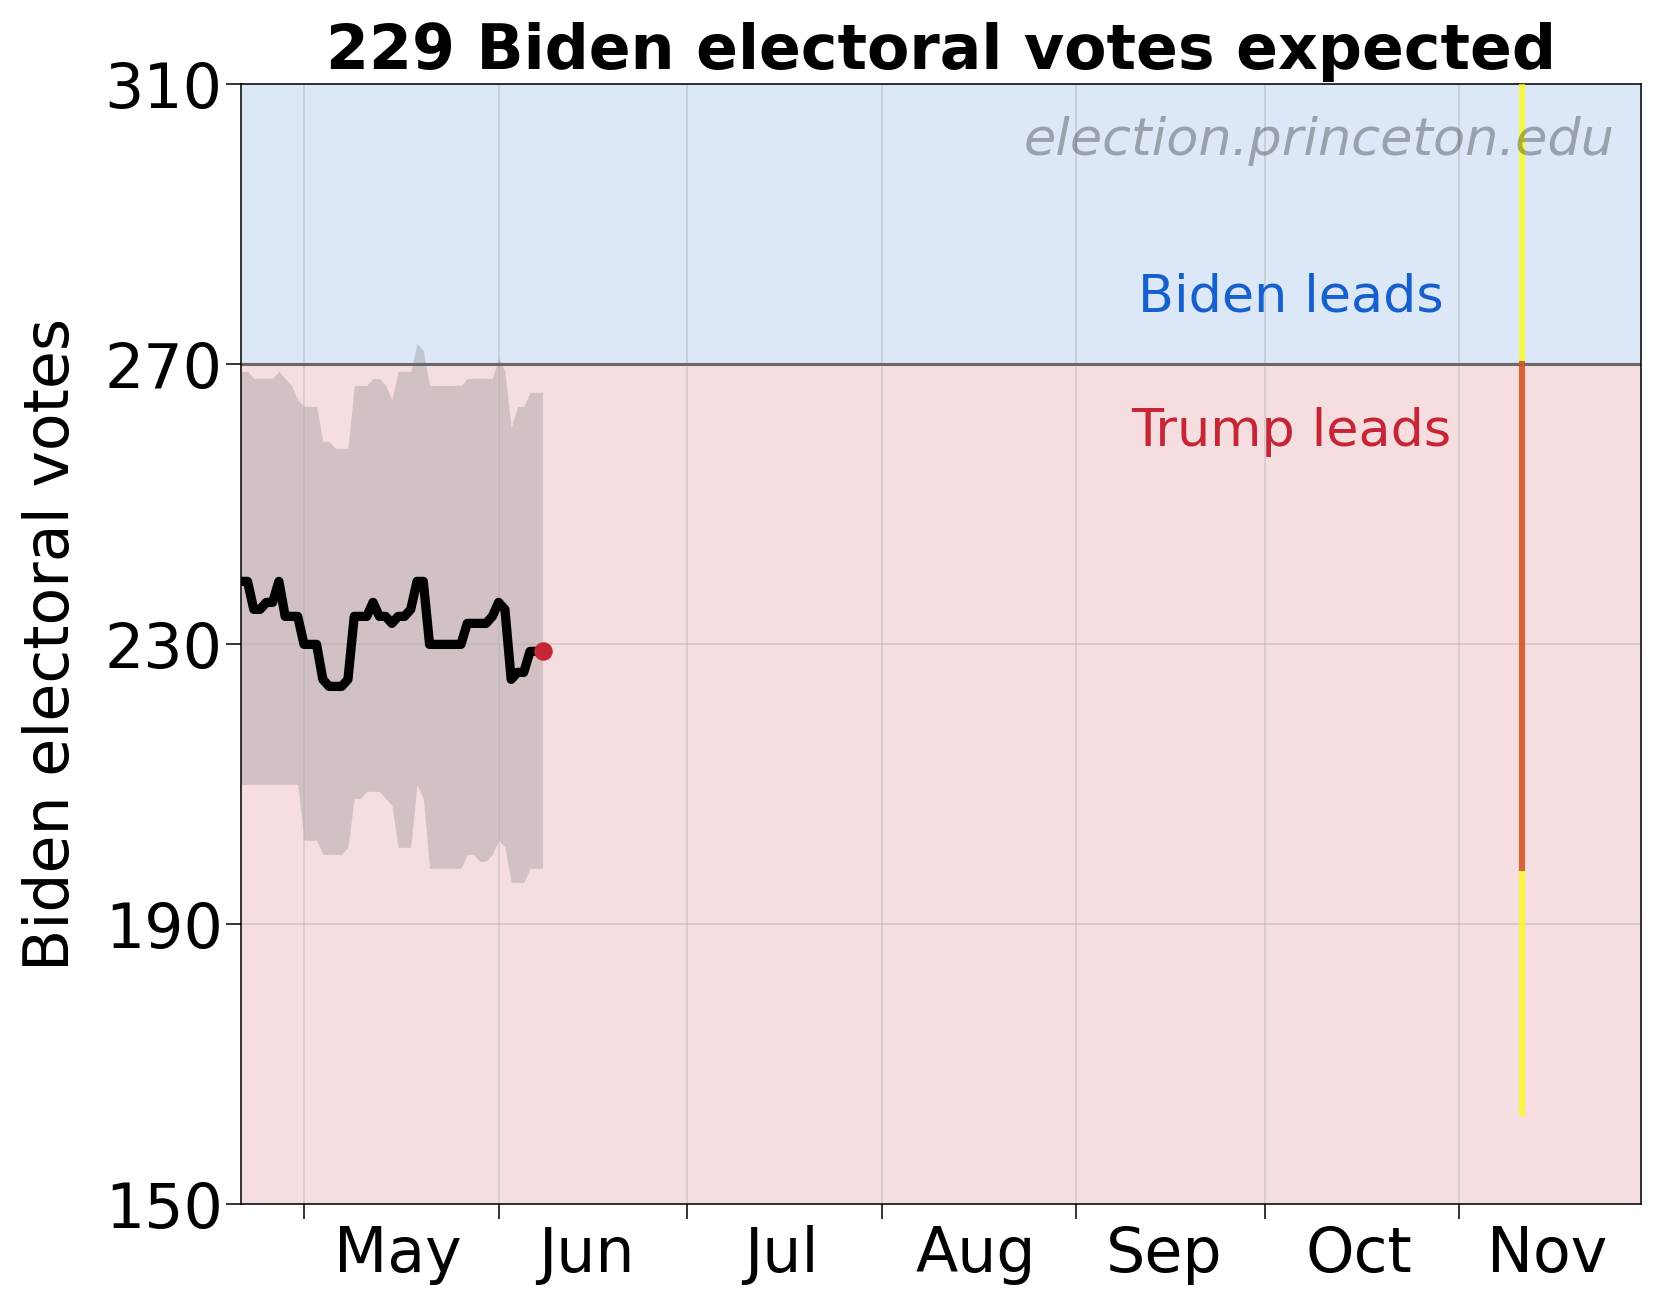 229 Biden electoral votes expected
310
election.princeton.edu
Biden leads
270
Trump leads
Biden electoral votes
230
190
150
May Jun Jul Aug Sep Oct Nov